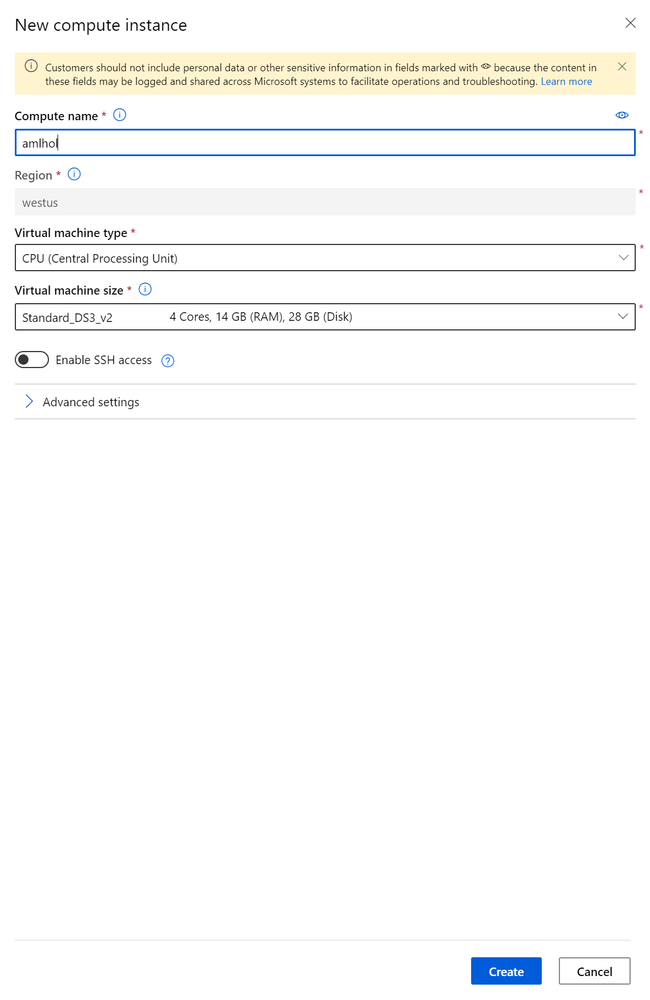 New compute instance
Customers should not include personal data or other sensitive information in fields marked with because the content in
these fields may be logged and shared across Microsoft systems to facilitate operations and troubleshooting. Learn more
Compute name *
amlhol
*
Region *
westus
*
Virtual machine type *
CPU (Central Processing Unit)
*
Virtual machine size *
Standard_DS3_v2 4 Cores, 14 GB (RAM), 28 GB (Disk)
*
Enable SSH access
Advanced settings
Create Cancel